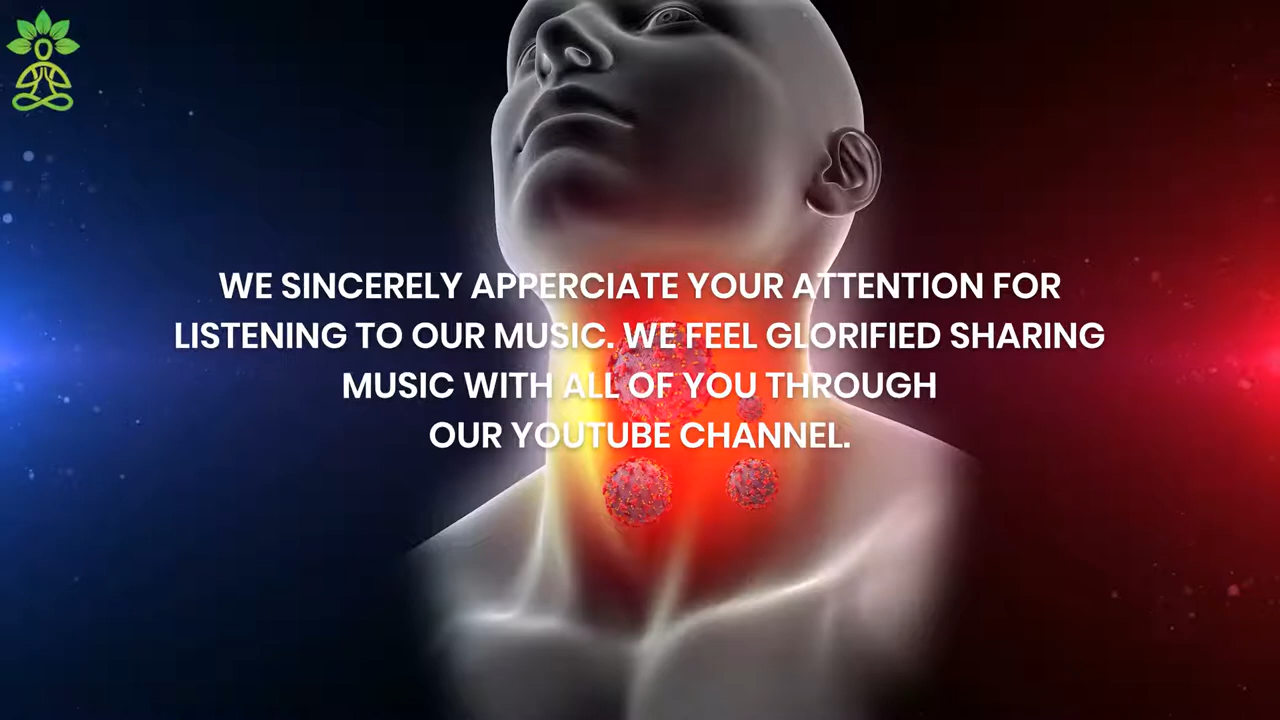 WE SINCERELY APPERCIATE YOUR ATTENTION FOR
LISTENING TO OUR MUSIC. WE FEEL GLORIFIED SHARING
MUSIC WITH ALL OF YOU THROUGH
OUR YOUTUBE CHANNEL.